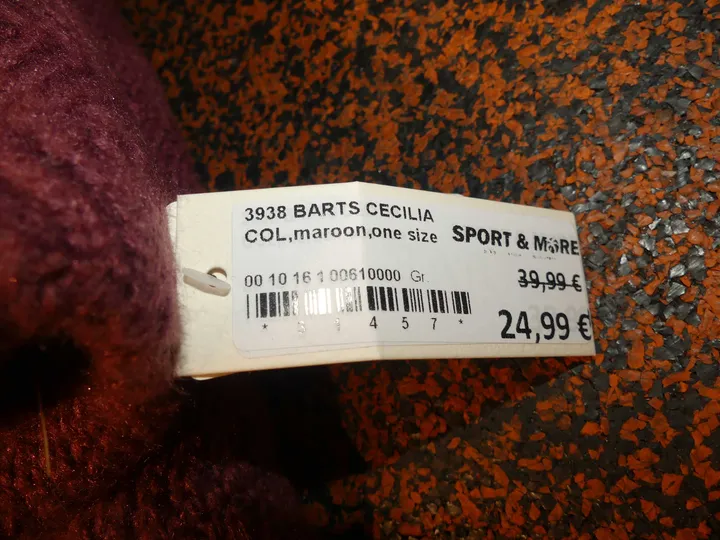 3938 BARTS CECILIA
COL,maroon,one size
SPORT & MORE
00 10 16 1 00610000 Gr.
39,99 €
24,99 €